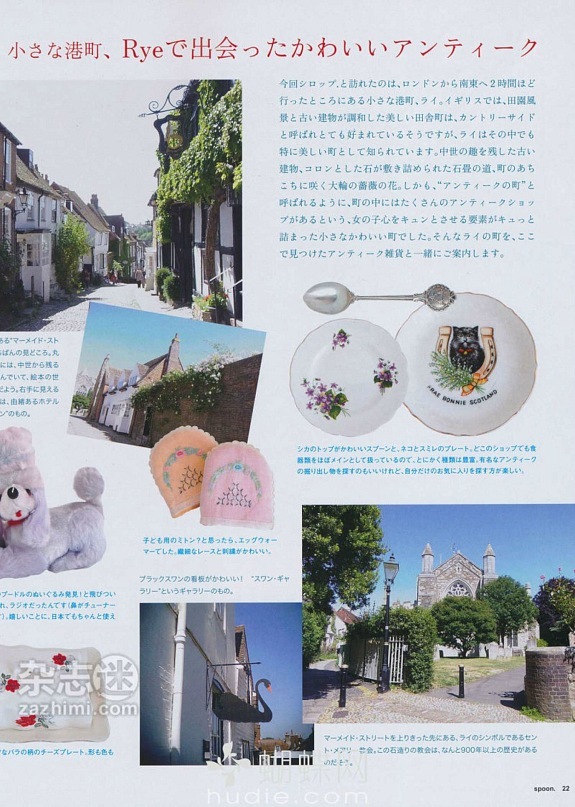 小さな港町、Ryeで出会ったかわいいアンティーク
今回シロップ.と訪れたのは、ロンドンから南東へ2時間ほど
行ったところにある小さな港町、ライ。イギリスでは、田園風
景と古い建物が調和した美しい田舎町は、カントリーサイド
と呼ばれとても好まれているそうですが、ライはその中でも
特に美しい町として知られています。中世の趣を残した古い
建物、コロンとした石が敷き詰められた石畳の道、町のあち
こちに咲く大輪の薔薇の花。しかも、“アンティークの町”と
呼ばれるように、町の中にはたくさんのアンティークショッ
プがあるという、女の子心をキュンとさせる要素がキュっと
詰まった小さなかわいい町でした。そんなライの町を、ここ
で見つけたアンティーク雑貨と一緒にご案内します。
ある“マーメイド・スト
ばんの見どころ。丸
には、中世から残る
んでいて、絵本の世
だよう。右手に見える
は、由緒あるホテル
ン”のもの。
BRAE BONNIE SCOTLAND
シカのトップがかわいいスプーンと、ネコとスミレのプレート。どこのショップでも食
器類をほぼメインとして扱っているので、とにかく種類は豊富。有名なアンティーク
の掘り出し物を探すのもいいけれど、自分だけのお気に入りを探す方が楽しい。
子ども用のミトン？と思ったら、エッグウォ
ーマーでした。繊細なレースと刺繍がかわいい。
ブラックスワンの看板がかわいい！ “スワン・ギャ
ラリー”というギャラリーのもの。
プードルのぬいぐるみ発見！と飛びつい
れ、ラジオだったんです（鼻がチューナー
）。嬉しいことに、日本でもちゃんと使え
なバラの柄のチーズプレート。形も色も
マーメイド・ストリートを上りきった先にある、ライのシンボルであるセン
ト・メアリー教会。この石造りの教会は、なんと900年以上の歴史がある
のだそう。
杂志迷
zazhimi.com
蝴蝶网
hudie.com
spoon. 22